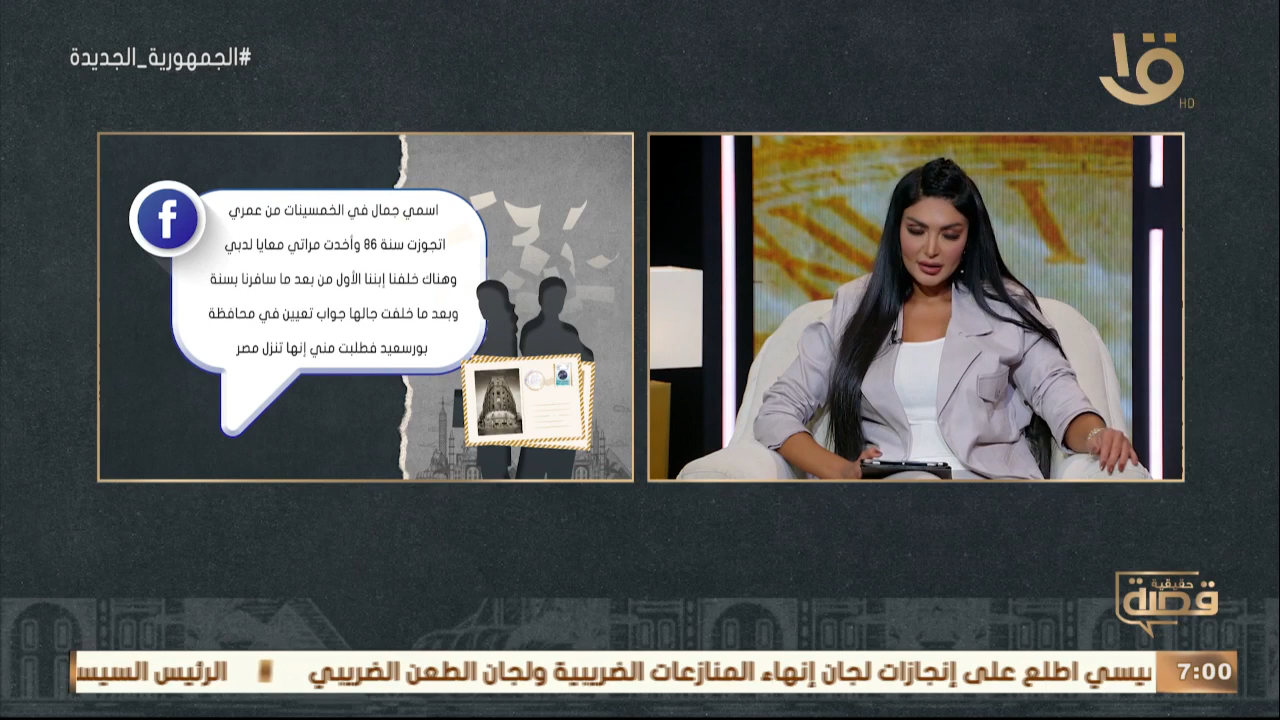 #الجمهورية_الجديدة
HD
اسمي جمال في الخمسينات من عمري
اتجوزت سنة 86 وأخدت مراتي معايا لدبي
وهناك خلفنا إبننا الأول من بعد ما سافرنا بسنة
وبعد ما خلفت جالها جواب تعيين في محافظة
بورسعيد فطلبت مني إنها تنزل مصر
قصة حقيقية
7:00
يسي اطلع على إنجازات لجان إنهاء المنازعات الضريبية ولجان الطعن الضريبي ■ الرئيس السيس